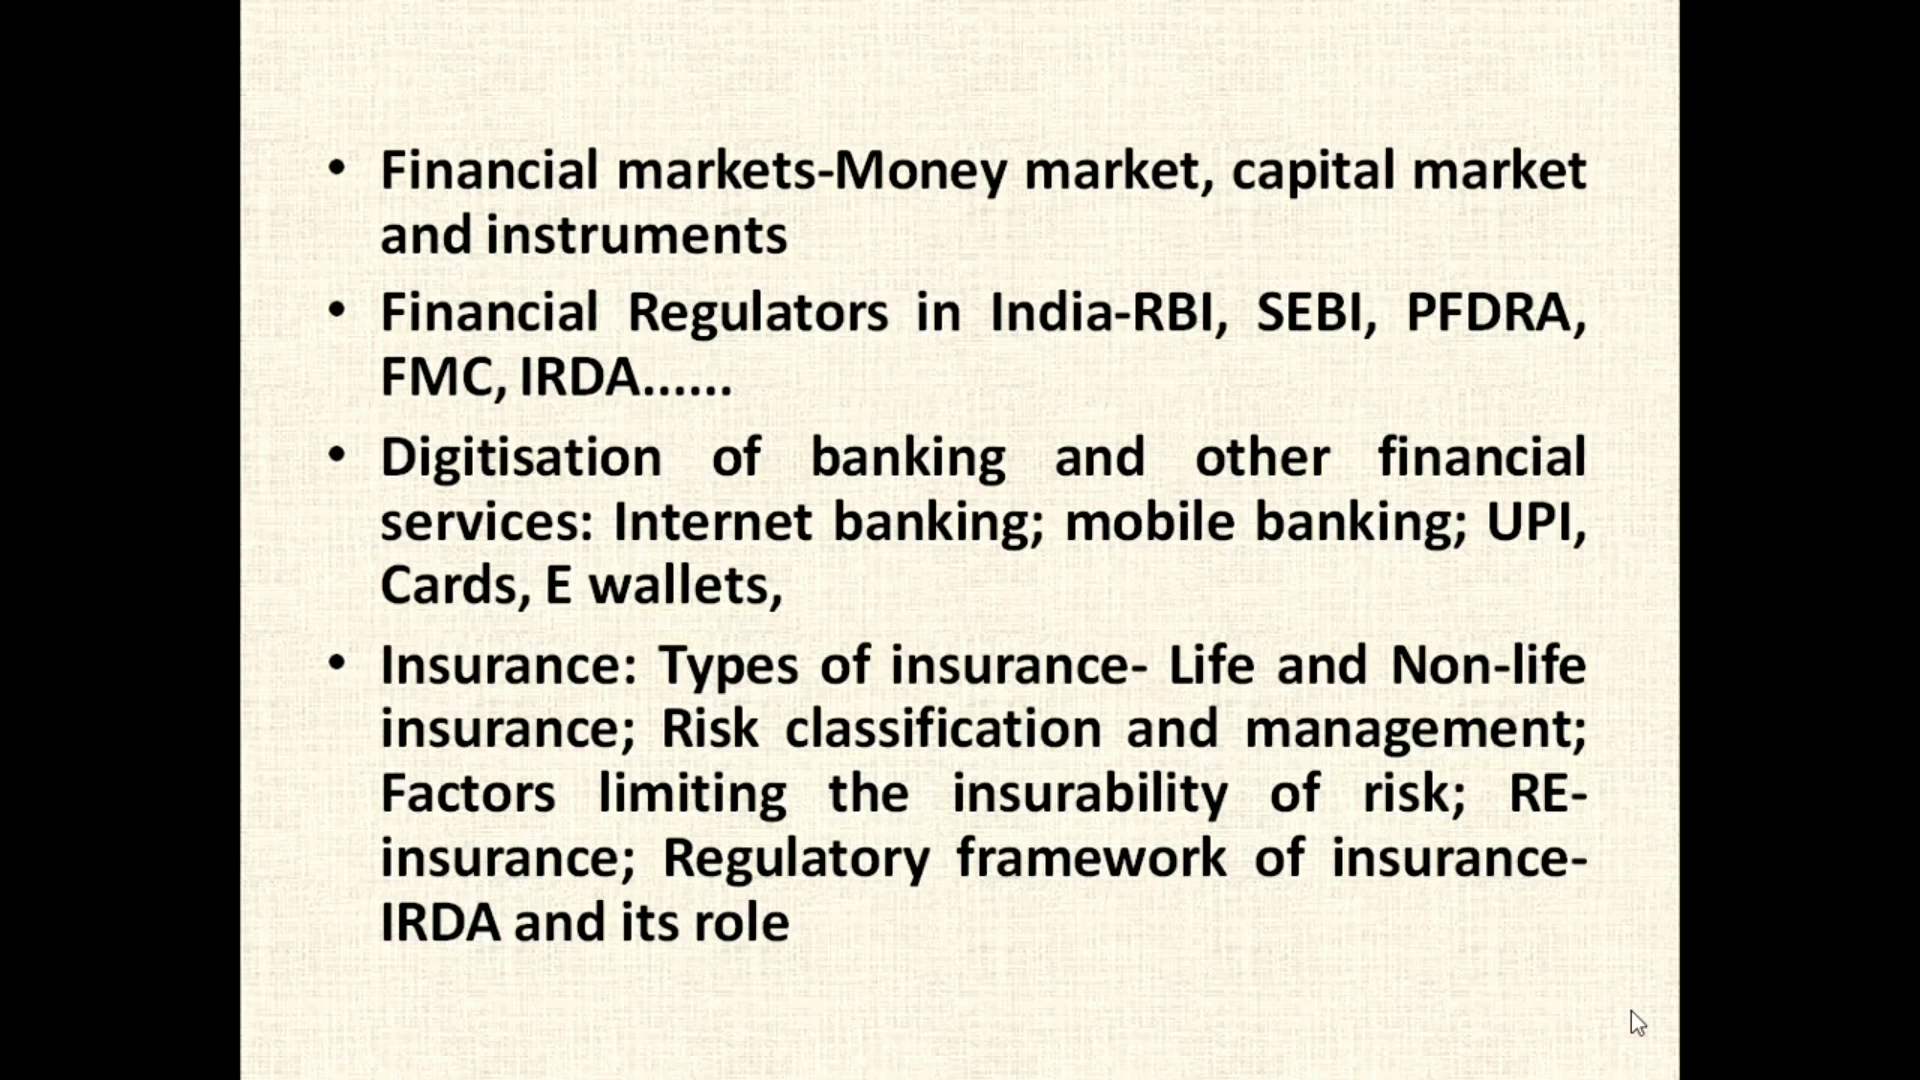 • Financial markets-Money market, capital market
and instruments
• Financial Regulators in India-RBI, SEBI, PFDRA,
FMC, IRDA......
• Digitisation of banking and other financial
services: Internet banking; mobile banking; UPI,
Cards, E wallets,
• Insurance: Types of insurance- Life and Non-life
insurance; Risk classification and management;
Factors limiting the insurability of risk; RE-
insurance; Regulatory framework of insurance-
IRDA and its role